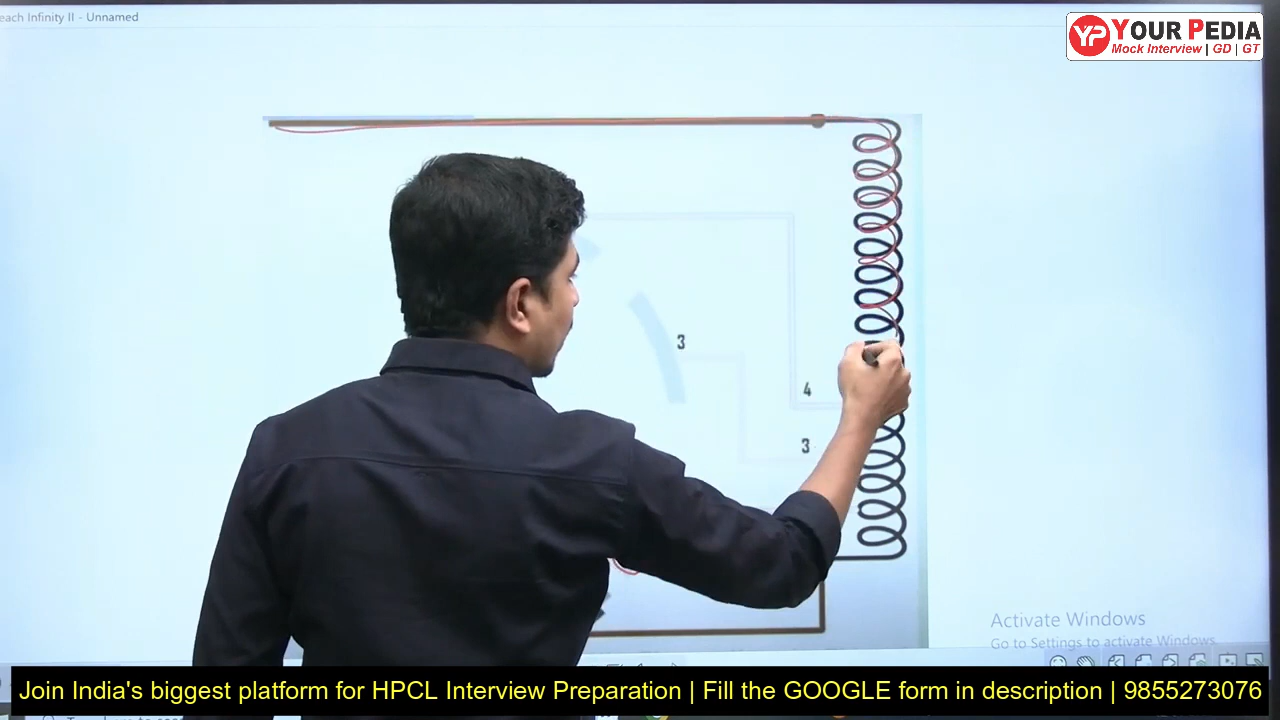 each Infinity II - Unnamed
YP YOUR PEDIA
Mock Interview | GD | GT
3
4
3
Activate Windows
Go to Settings to activate Windows.
Join India's biggest platform for HPCL Interview Preparation | Fill the GOOGLE form in description | 9855273076